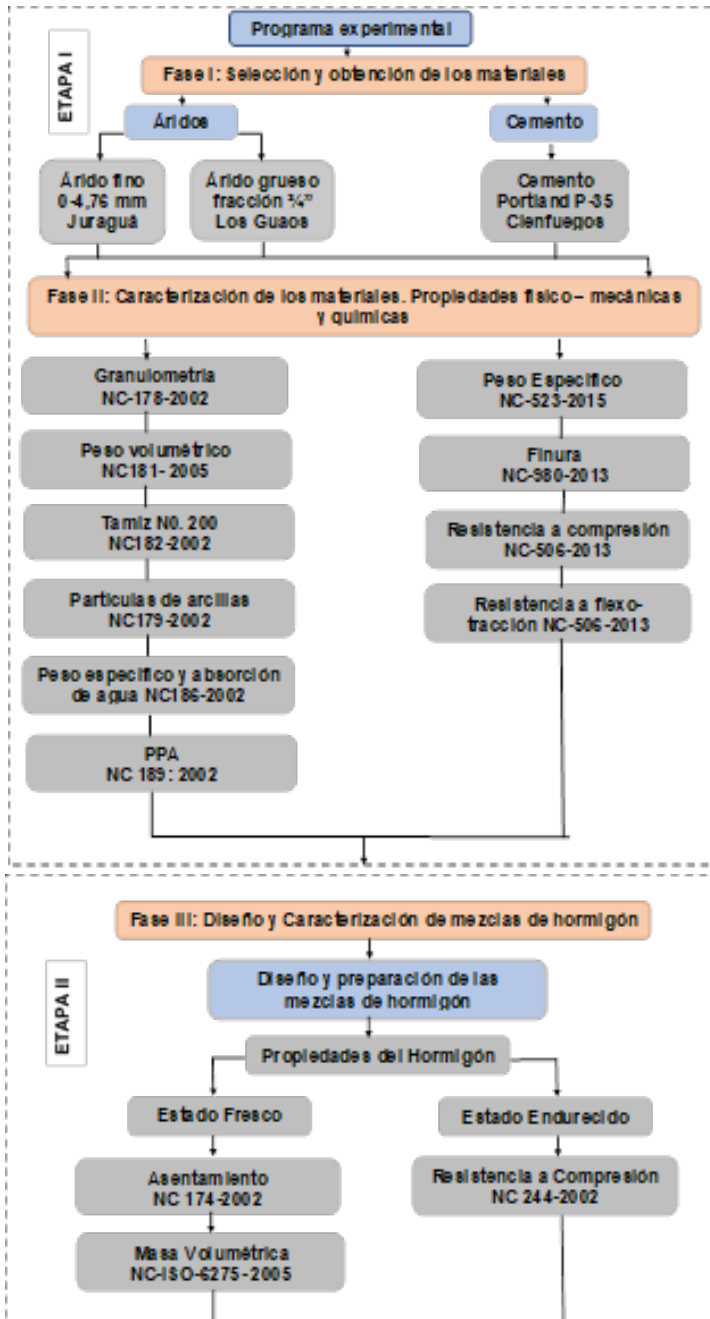 Programa experimental
ETAPA I
Fase I: Selección y obtención de los materiales
Áridos
Cemento
Árido fino
0-4,76 mm
Juraguá
Árido grueso
fracción ¾”
Los Guaos
Cemento
Portland P-35
Cienfuegos
Fase II: Caracterización de los materiales. Propiedades físico – mecánicas
y químicas
Granulometría
NC-178-2002
Peso volumétrico
NC181- 2005
Tamiz N0. 200
NC182-2002
Partículas de arcillas
NC179-2002
Peso específico y absorción
de agua NC186-2002
PPA
NC 189: 2002
Peso Específico
NC-523-2015
Finura
NC-980-2013
Resistencia a compresión
NC-506-2013
Resistencia a flexo-
tracción NC-506-2013
ETAPA II
Fase III: Diseño y Caracterización de mezclas de hormigón
Diseño y preparación de las
mezclas de hormigón
Propiedades del Hormigón
Estado Fresco
Asentamiento
NC 174-2002
Masa Volumétrica
NC-ISO-6275-2005
Estado Endurecido
Resistencia a Compresión
NC 244-2002